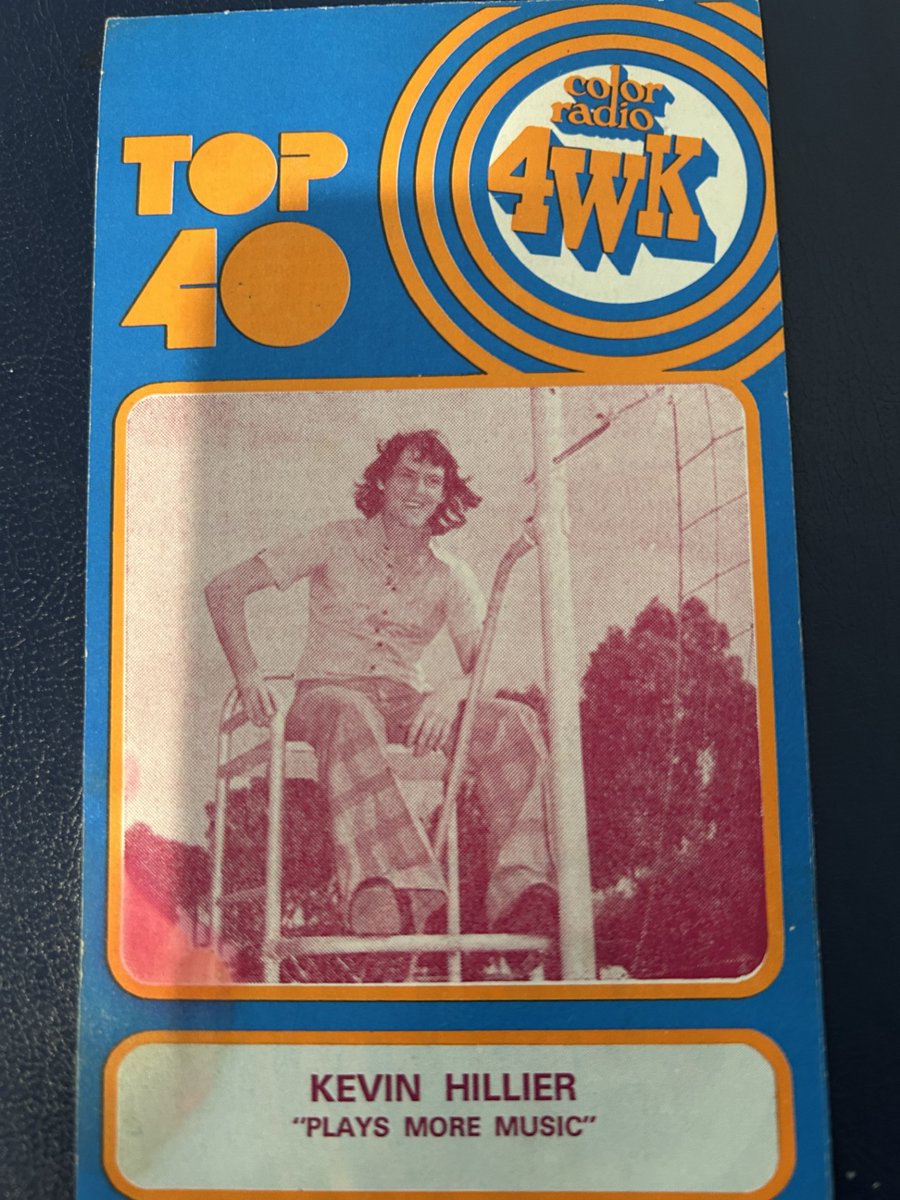 TOP
40
color
radio
4WK
KEVIN HILLIER
"PLAYS MORE MUSIC"